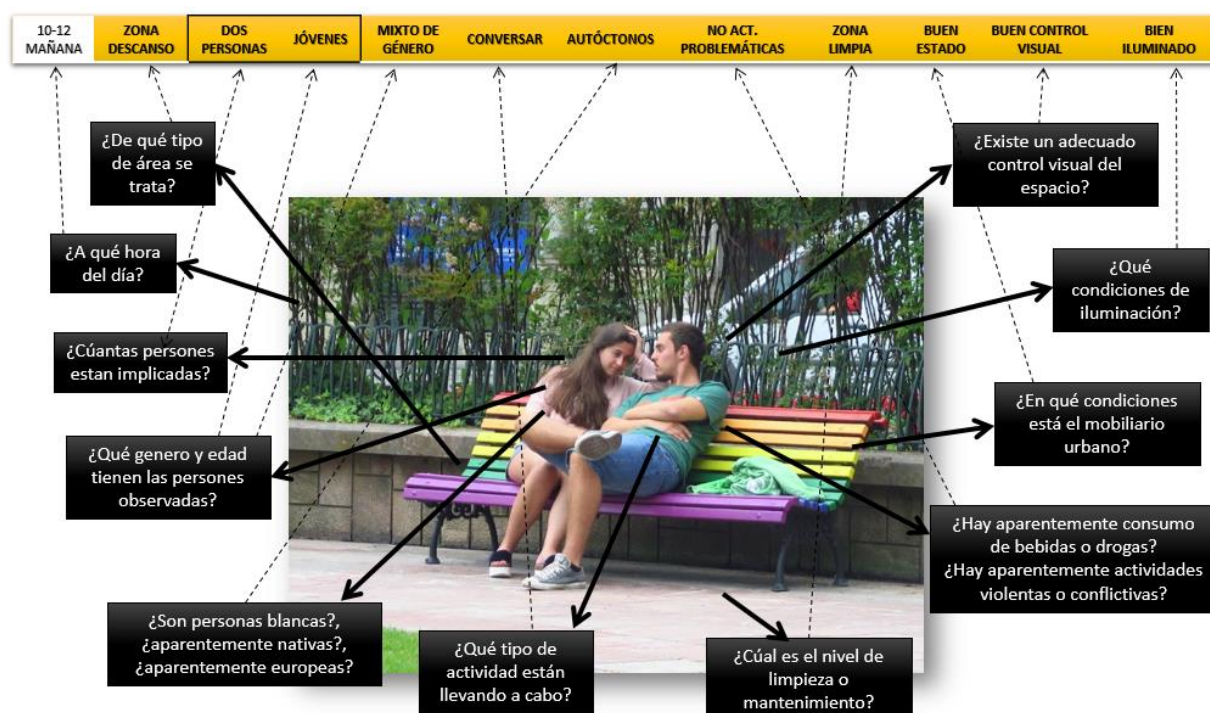 10-12
MAÑANA
ZONA
DESCANSO
DOS
PERSONAS
JÓVENES
MIXTO DE
GÉNERO
CONVERSAR
AUTÓCTONOS
NO ACT.
PROBLEMÁTICAS
ZONA
LIMPIA
BUEN
ESTADO
BUEN CONTROL
VISUAL
BIEN
ILUMINADO
¿De qué tipo
de área se
trata?
¿Existe un adecuado
control visual del
espacio?
¿A qué hora
del día?
¿Qué
condiciones de
iluminación?
¿Cúantas persones
estan implicadas?
¿En qué condiciones
está el mobiliario
urbano?
¿Qué genero y edad
tienen las persones
observadas?
¿Hay aparentemente consumo
de bebidas o drogas?
¿Hay aparentemente actividades
violentas o conflictivas?
¿Son personas blancas?,
¿aparentemente nativas?,
¿aparentemente europeas?
¿Qué tipo de
actividad están
llevando a cabo?
¿Cúal es el nivel de
limpieza o
mantenimiento?